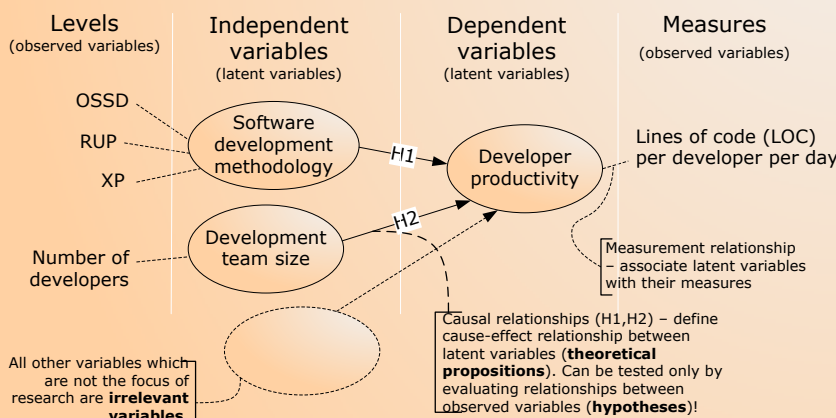 Levels
(observed variables)
Independent
variables
(latent variables)
Dependent
variables
(latent variables)
Measures
(observed variables)
OSSD
RUP
XP
Software
development
methodology
H1
Developer
productivity
Lines of code (LOC)
per developer per day
Number of
developers
Development
team size
H2
Measurement relationship
– associate latent variables
with their measures
Causal relationships (H1,H2) – define
cause-effect relationship between
latent variables (theoretical
propositions). Can be tested only by
evaluating relationships between
observed variables (hypotheses)!
All other variables which
are not the focus of
research are irrelevant
variables.